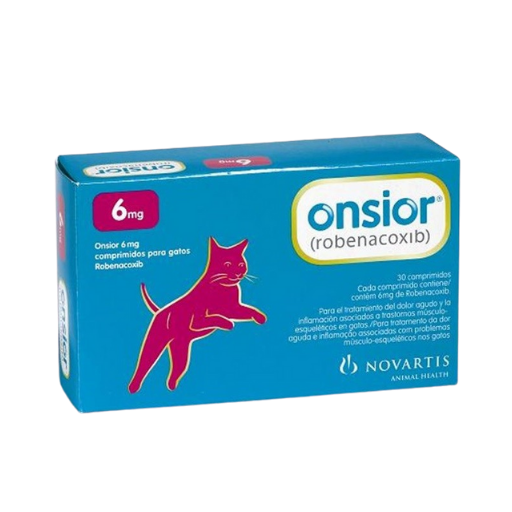 6mg
6mg
Onsior 6 mg
comprimidos para gatos
Robenacoxib
onsior®
(robenacoxib)
30 comprimidos
Cada comprimido contiene/
contém 6mg de Robenacoxib
Para el tratamiento del dolor agudo y la
inflamación asociados a trastornos músculo-
esqueléticos en gatos /Para tratamento da dor
aguda e inflamação associadas com problemas
músculo-esqueléticos nos gatos
NOVARTIS
ANIMAL HEALTH